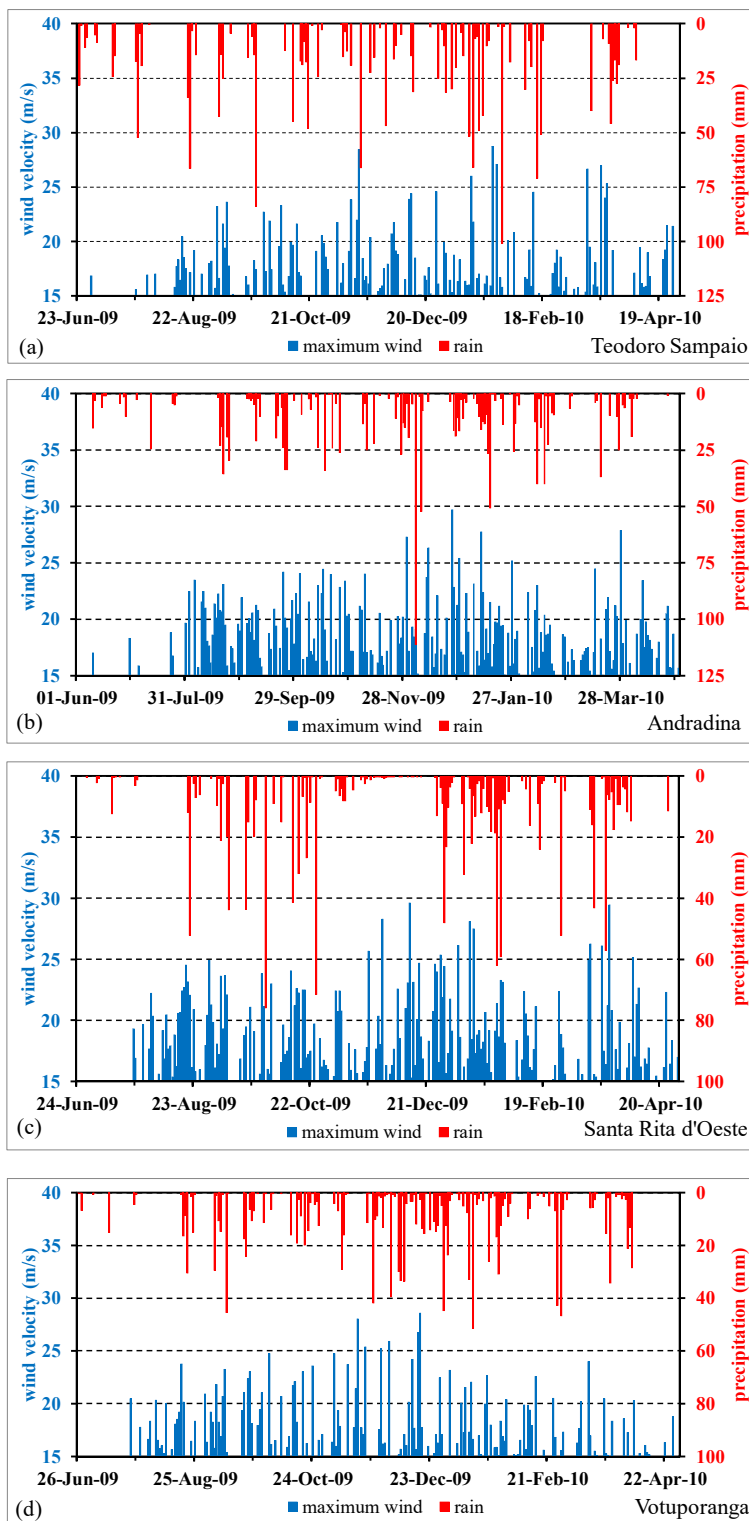 40 0
35 25
30 50
25 75
20 100
15 125
wind velocity (m/s)
precipitation (mm)
23-Jun-09 22-Aug-09 21-Oct-09 20-Dec-09 18-Feb-10 19-Apr-10
(a) maximum wind rain Teodoro Sampaio
40 0
35 25
30 50
25 75
20 100
15 125
wind velocity (m/s)
precipitation (mm)
01-Jun-09 31-Jul-09 29-Sep-09 28-Nov-09 27-Jan-10 28-Mar-10
(b) maximum wind rain Andradina
40 0
35 20
30 40
25 60
20 80
15 100
wind velocity (m/s)
precipitation (mm)
24-Jun-09 23-Aug-09 22-Oct-09 21-Dec-09 19-Feb-10 20-Apr-10
(c) maximum wind rain Santa Rita d'Oeste
40 0
35 20
30 40
25 60
20 80
15 100
wind velocity (m/s)
precipitation (mm)
26-Jun-09 25-Aug-09 24-Oct-09 23-Dec-09 21-Feb-10 22-Apr-10
(d) maximum wind rain Votuporanga